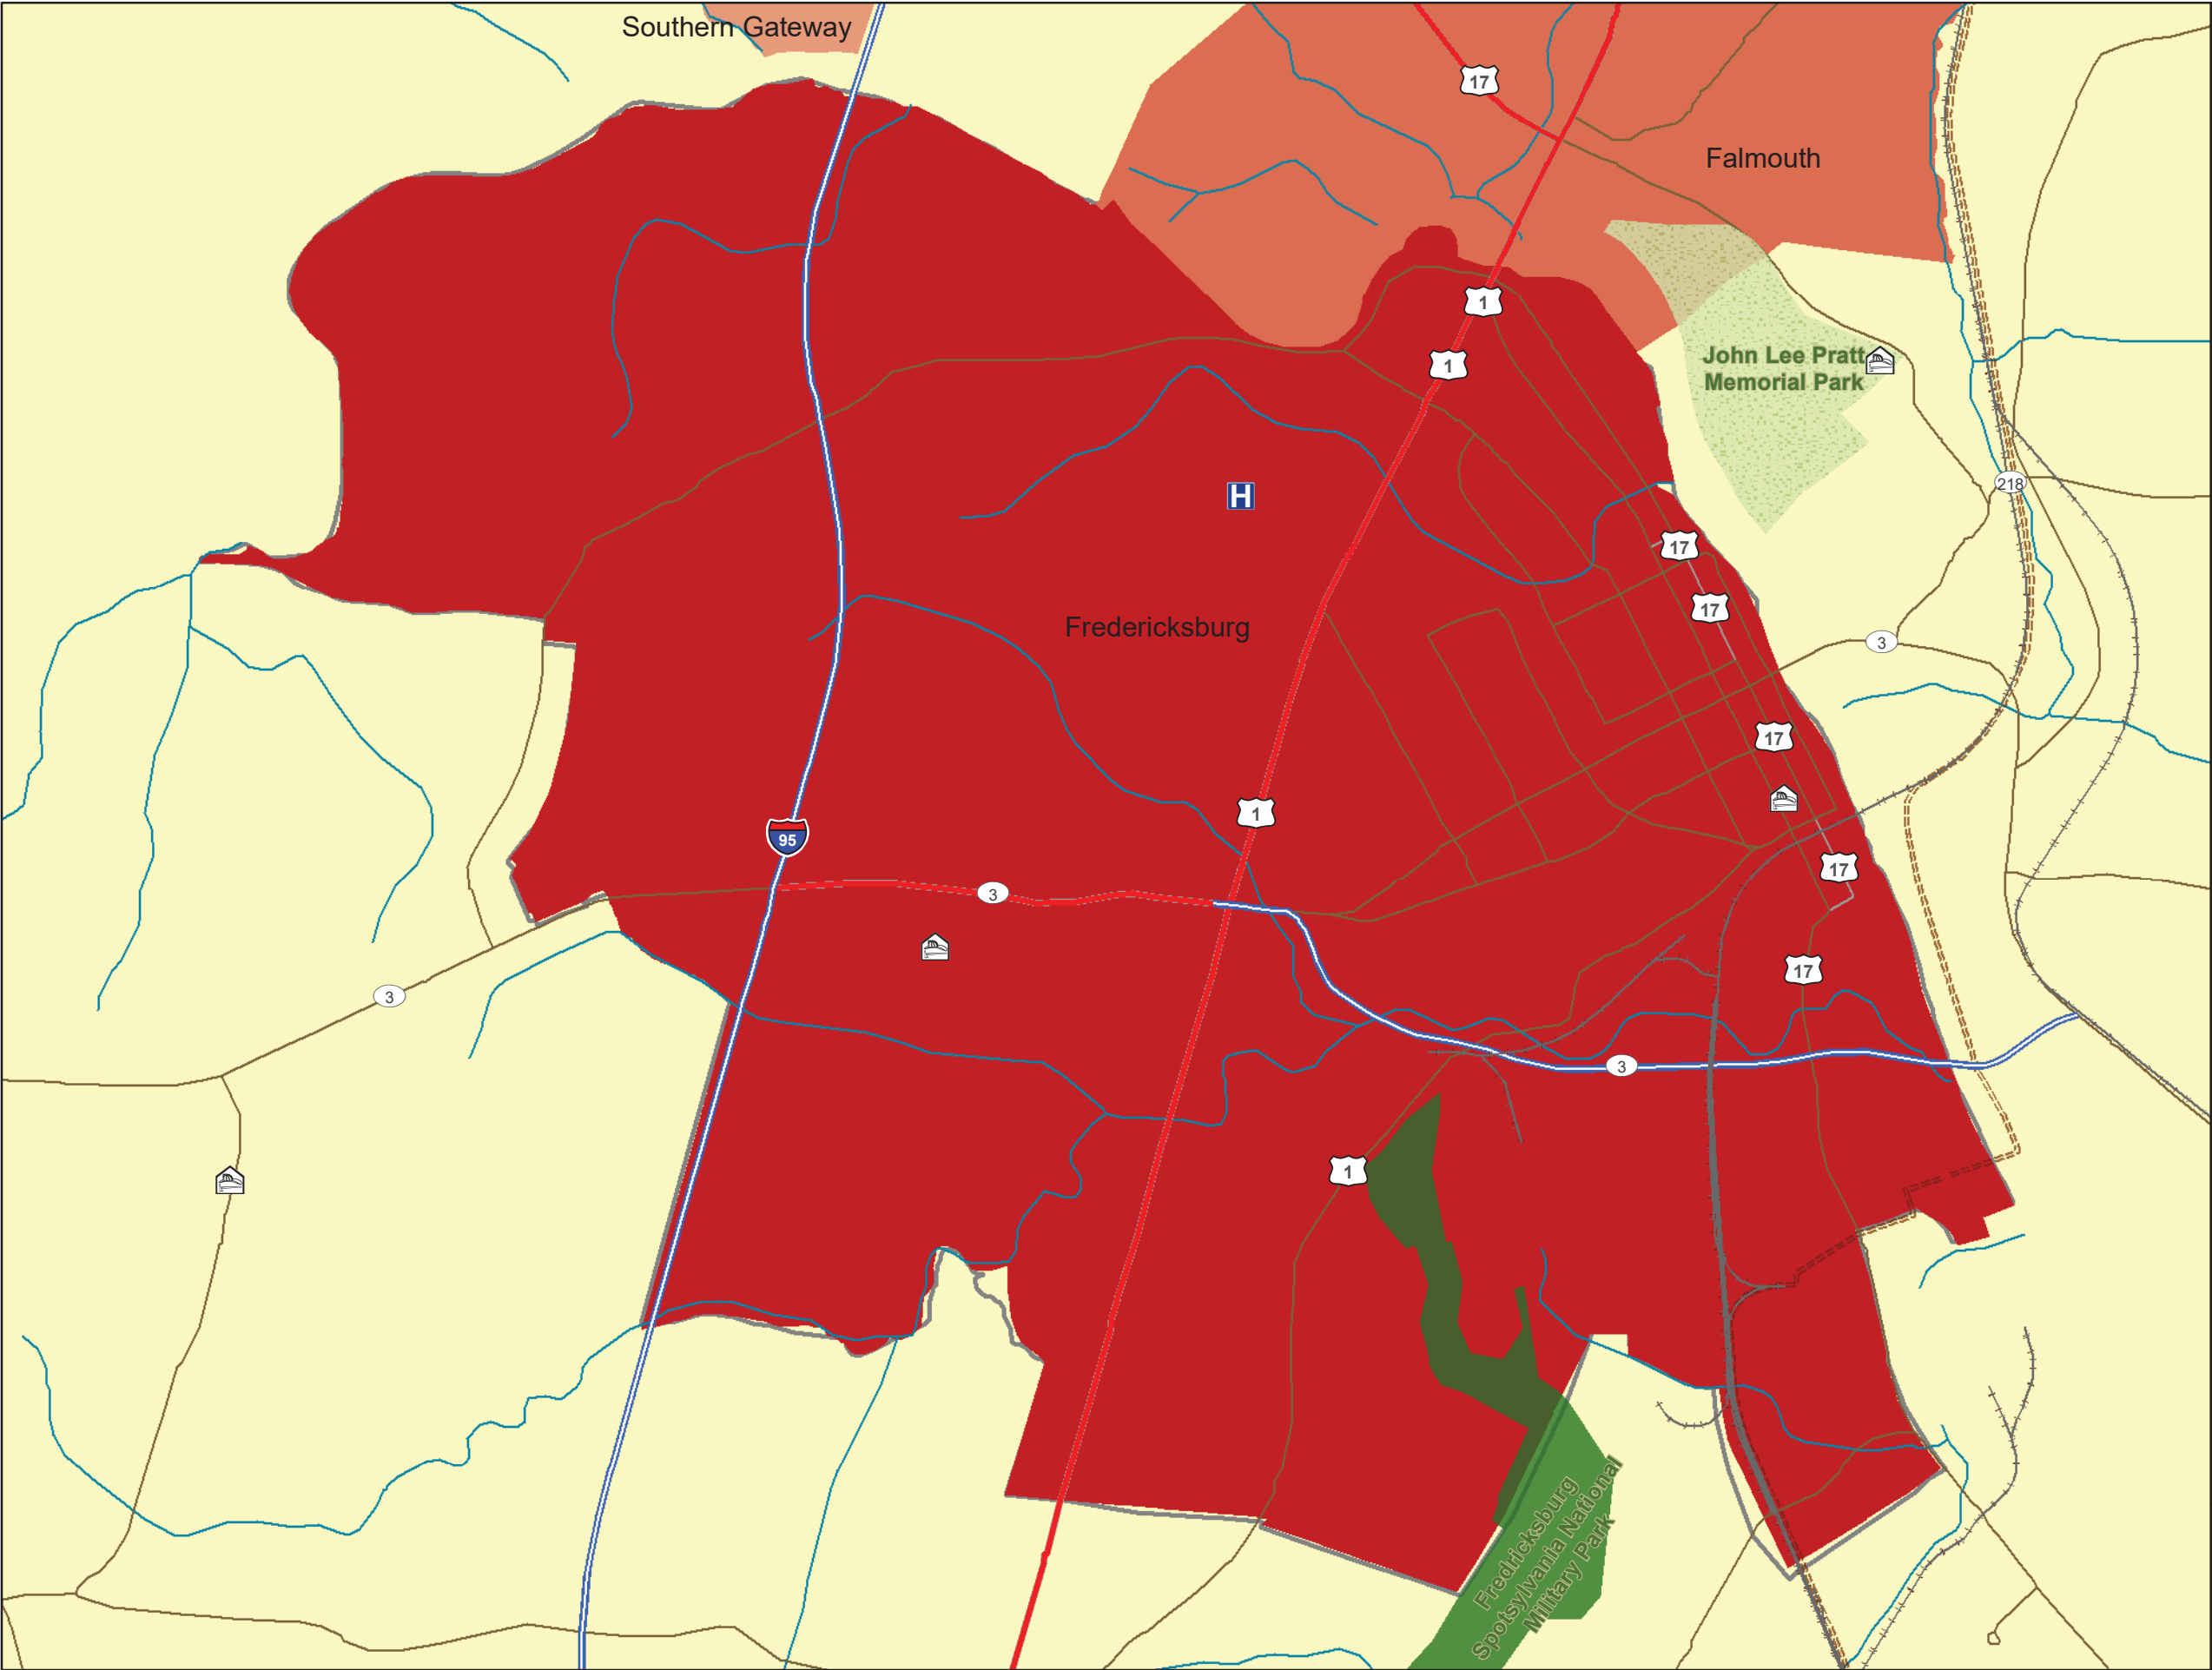 Southern Gateway
17
Falmouth
1
1
John Lee Pratt
Memorial Park
218
H
17
17
Fredericksburg
3
17
1
95
17
3
17
3
3
1
Fredricksburg
Spotsylvania National
Military Park